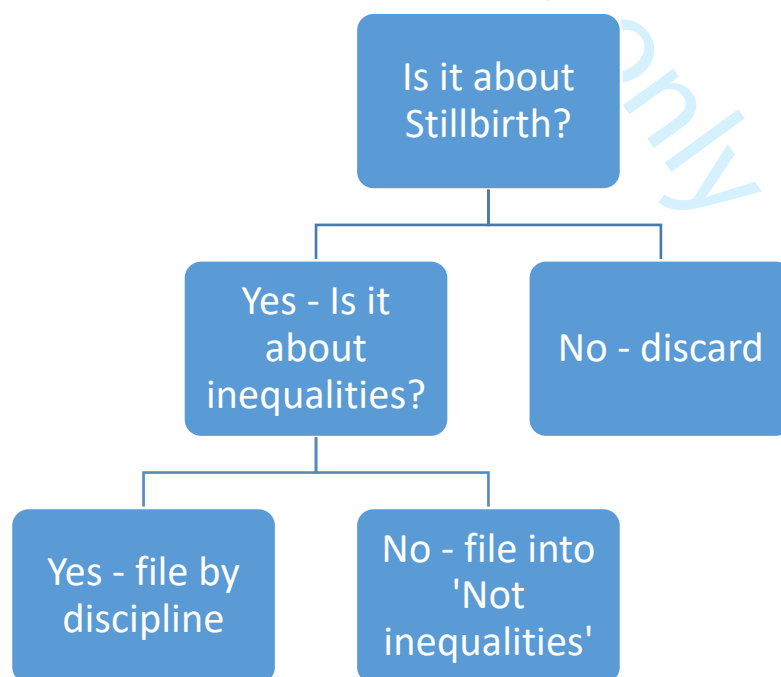 only
Is it about
Stillbirth?
Yes - Is it
about
inequalities?
No - discard
Yes - file by
discipline
No - file into
'Not
inequalities'